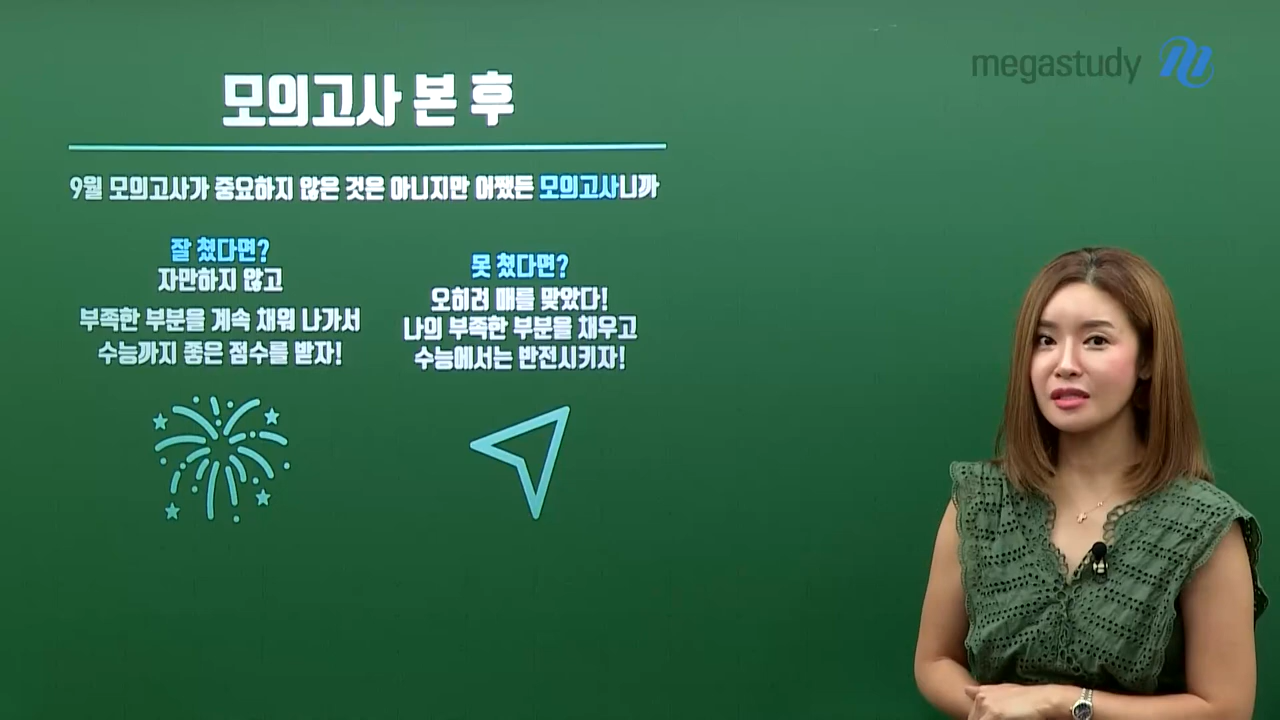 megastudy
모의고사 본 후
9월 모의고사가 중요하지 않은 것은 아니지만 어쨌든 모의고사니까
잘 쳤다면?
자만하지 않고
부족한 부분을 계속 채워 나가서
수능까지 좋은 점수를 받자!
못 쳤다면?
오히려 매를 맞았다!
나의 부족한 부분을 채우고
수능에서는 반전시키자!